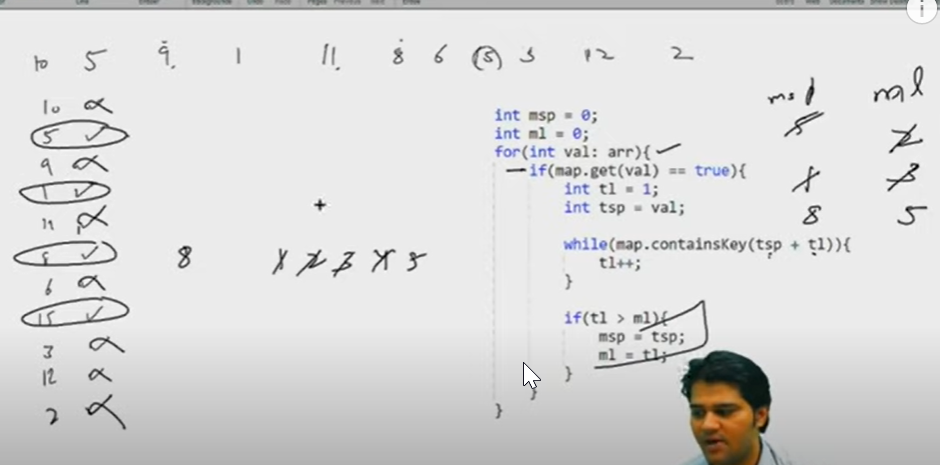 10 5 9. 1 11. 8 6 (15) 3 12 2
10 α
5 ✓
9 α
1 ✓
11 α
8 ✓
6 α
15 ✓
3 α
12 α
2 α
8 1 2 3 4 5
int msp = 0;
int ml = 0;
for(int val: arr){
if(map.get(val) == true){
int tl = 1;
int tsp = val;
while(map.containsKey(tsp + tl)){
tl++;
}
if(tl > ml){
msp = tsp;
ml = tl;
}
}
}
msp ml
5 2
1 3
8 5